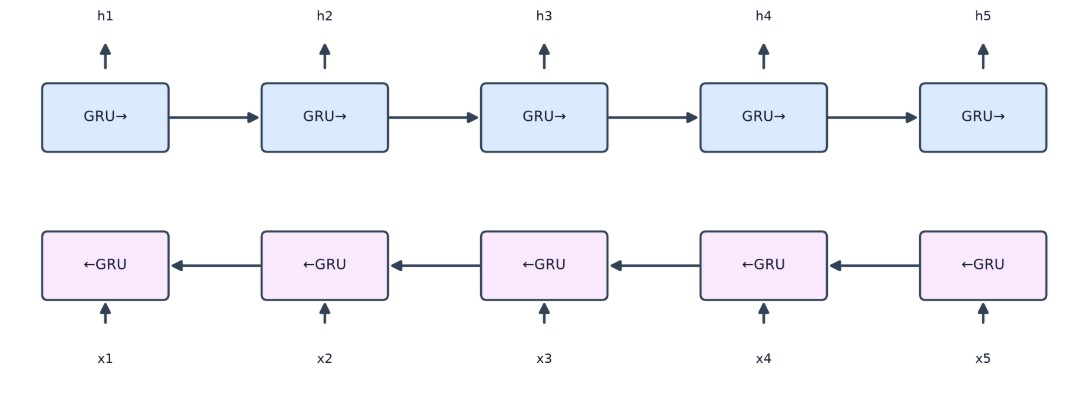 h1 h2 h3 h4 h5
GRU→ GRU→ GRU→ GRU→ GRU→
←GRU ←GRU ←GRU ←GRU ←GRU
x1 x2 x3 x4 x5